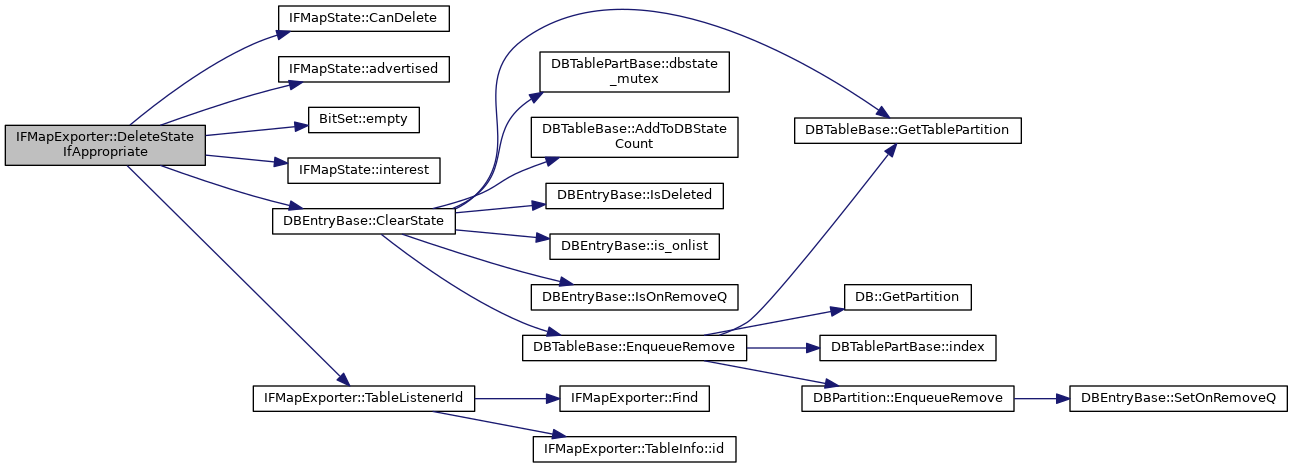 IFMapExporter::DeleteState
IfAppropriate
IFMapState::CanDelete
IFMapState::advertised
BitSet::empty
IFMapState::interest
DBEntryBase::ClearState
IFMapExporter::TableListenerId
DBTablePartBase::dbstate
_mutex
DBTableBase::AddToDBState
Count
DBEntryBase::IsDeleted
DBEntryBase::is_onlist
DBEntryBase::IsOnRemoveQ
DBTableBase::EnqueueRemove
IFMapExporter::Find
IFMapExporter::TableInfo::id
DBTableBase::GetTablePartition
DB::GetPartition
DBTablePartBase::index
DBPartition::EnqueueRemove
DBEntryBase::SetOnRemoveQ